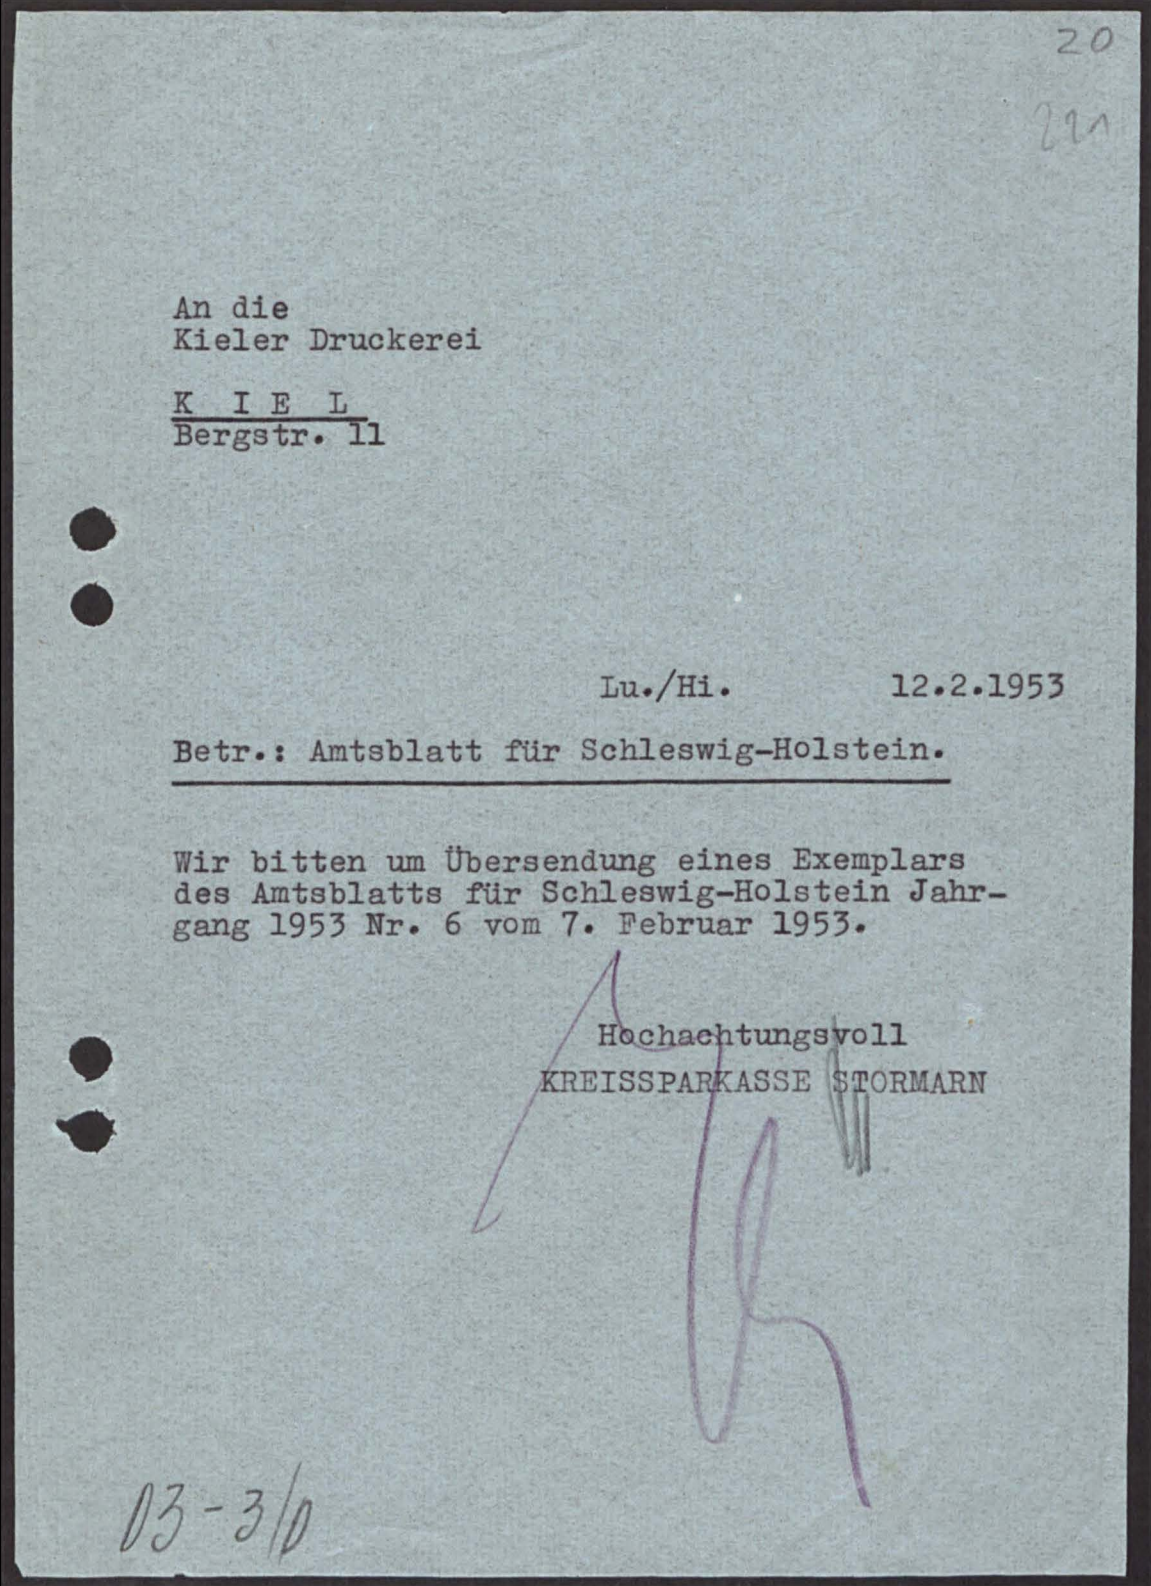 20
221
An die
Kieler Druckerei
K I E L
Bergstr. 11
Lu./Hi. 12.2.1953
Betr.: Amtsblatt für Schleswig-Holstein.
Wir bitten um Übersendung eines Exemplars
des Amtsblatts für Schleswig-Holstein Jahr-
gang 1953 Nr. 6 vom 7. Februar 1953.
Hochachtungsvoll
KREISSPARKASSE STORMARN
03-3/0